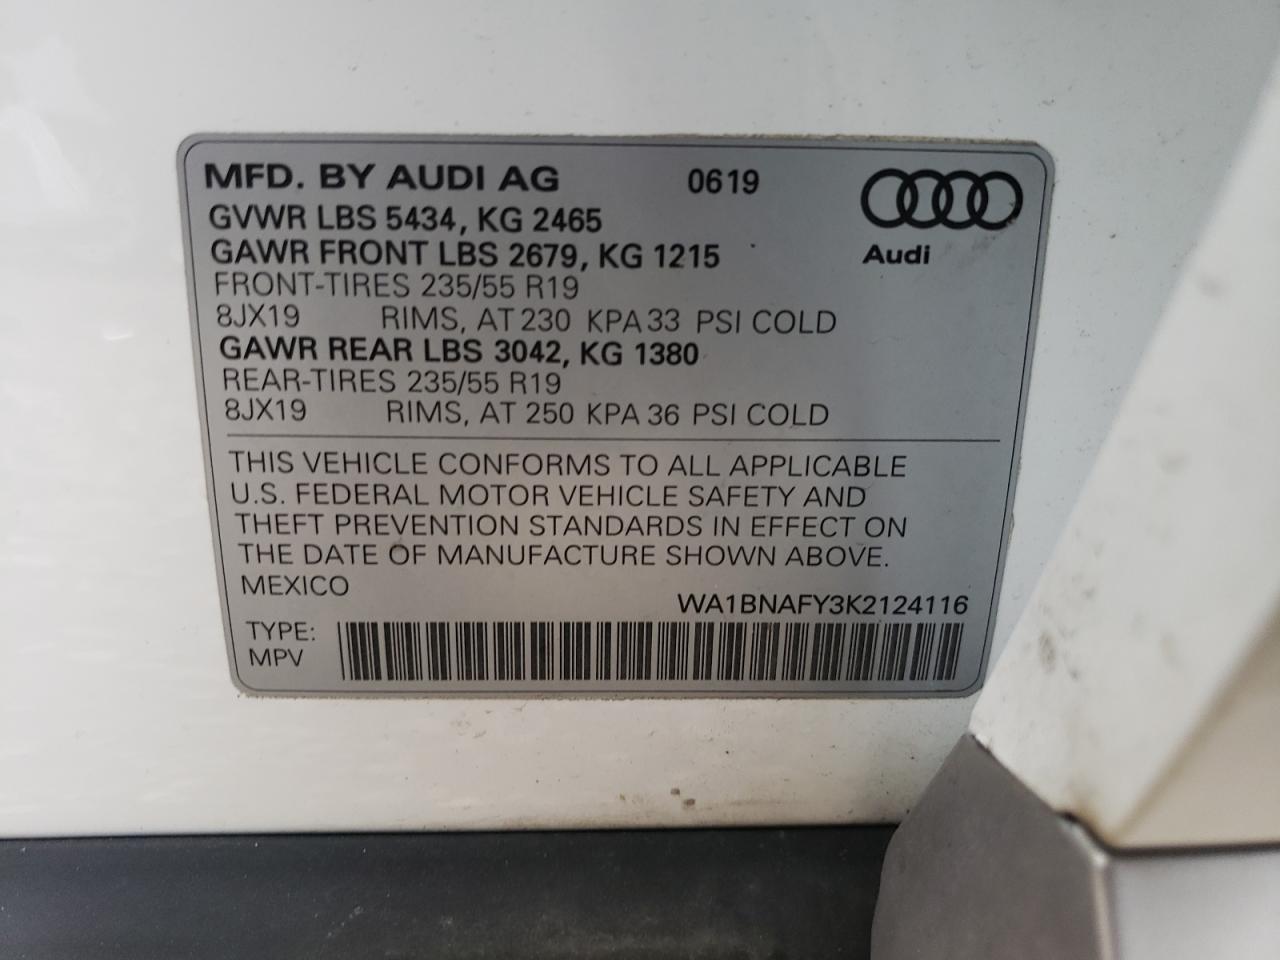 MFD. BY AUDI AG 0619
GVWR LBS 5434, KG 2465
GAWR FRONT LBS 2679, KG 1215
Audi
FRONT-TIRES 235/55 R19
8JX19 RIMS, AT 230 KPA 33 PSI COLD
GAWR REAR LBS 3042, KG 1380
REAR-TIRES 235/55 R19
8JX19 RIMS, AT 250 KPA 36 PSI COLD
THIS VEHICLE CONFORMS TO ALL APPLICABLE
U.S. FEDERAL MOTOR VEHICLE SAFETY AND
THEFT PREVENTION STANDARDS IN EFFECT ON
THE DATE OF MANUFACTURE SHOWN ABOVE.
MEXICO
WA1BNAFY3K2124116
TYPE:
MPV